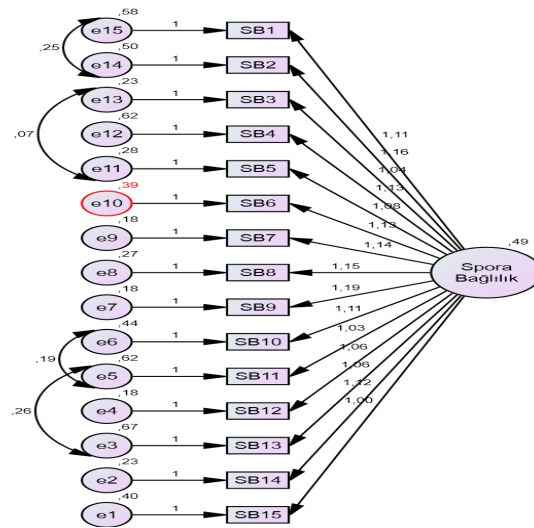 ,58
e15 1 SB1
,25
,50
e14 1 SB2
,23
e13 1 SB3
,62
e12 1 SB4
,07
,28
e11 1 SB5
,39
e10 1 SB6
,18
e9 1 SB7
,27
e8 1 SB8
,18
e7 1 SB9
,44
e6 1 SB10
,19
,62
e5 1 SB11
,18
e4 1 SB12
,26
,67
e3 1 SB13
,23
e2 1 SB14
,40
e1 1 SB15
1,11
1,16
1,04
1,13
1,08
1,13
1,14
1,15
1,19
1,11
1,03
1,06
1,06
1,12
1,00
,49
Spora
Bağlılık